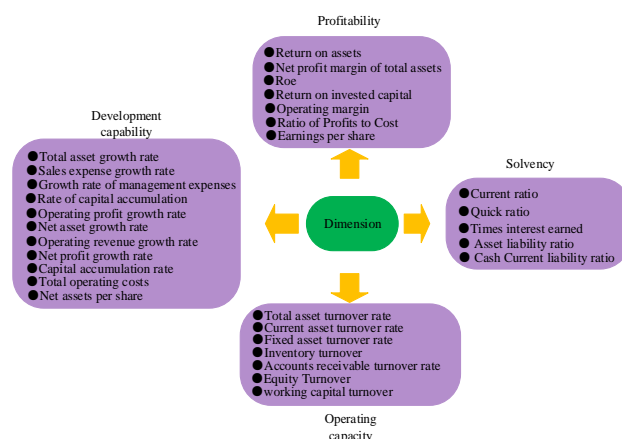 Profitability
●Return on assets
●Net profit margin of total assets
●Roe
●Return on invested capital
●Operating margin
●Ratio of Profits to Cost
●Earnings per share
Development
capability
●Total asset growth rate
●Sales expense growth rate
●Growth rate of management expenses
●Rate of capital accumulation
●Operating profit growth rate
●Net asset growth rate
●Operating revenue growth rate
●Net profit growth rate
●Capital accumulation rate
●Total operating costs
●Net assets per share
Dimension
Solvency
●Current ratio
●Quick ratio
●Times interest earned
●Asset liability ratio
●Cash Current liability ratio
●Total asset turnover rate
●Current asset turnover rate
●Fixed asset turnover rate
●Inventory turnover
●Accounts receivable turnover rate
●Equity Turnover
●working capital turnover
Operating
capacity